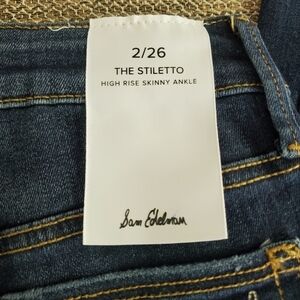 2/26
THE STILETTO
HIGH RISE SKINNY ANKLE
Sam Edelman